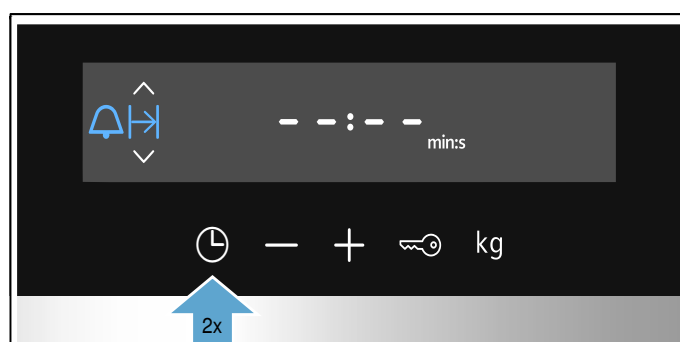 – –:– –
min:s
kg
2x